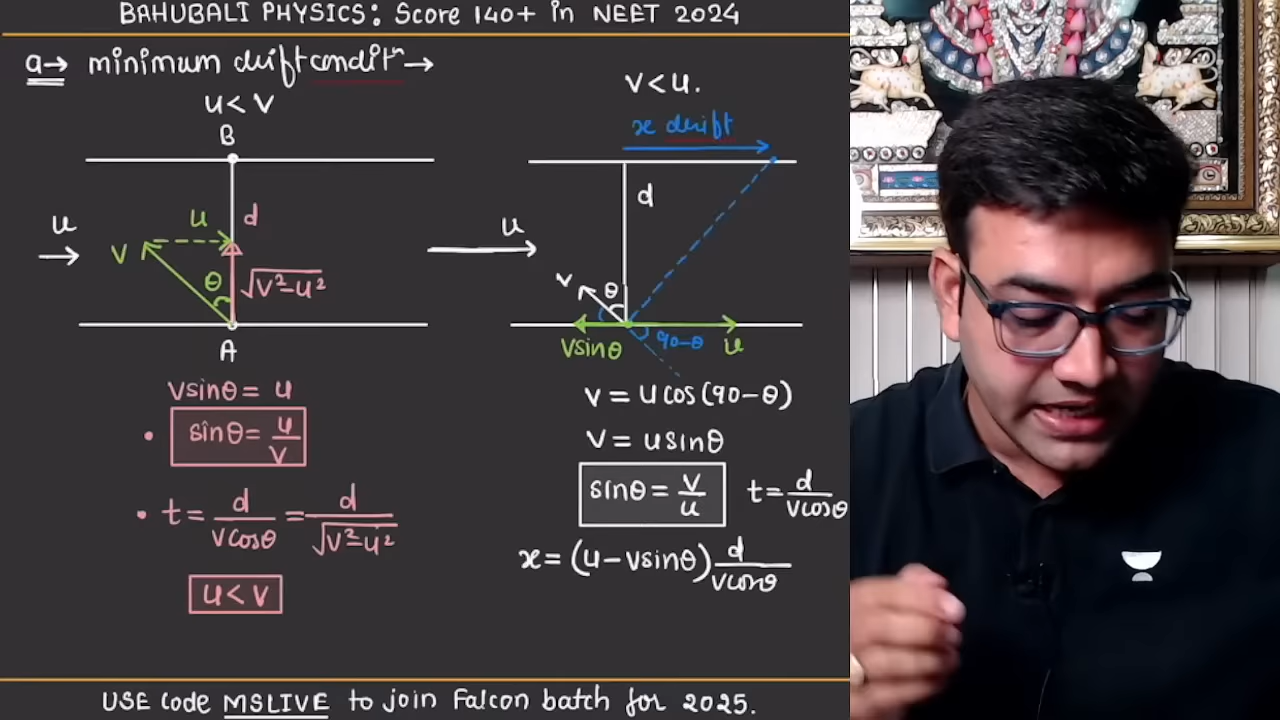 BAHUBALI PHYSICS: Score 140+ in NEET 2024
a→ minimum drift conditⁿ →
u < v
B
u
u
d
v
θ
√v²-u²
A
vsinθ = u
• sinθ = u/v
• t = d/vcosθ = d/√v²-u²
u < v
v < u.
x drift
d
u
v
θ
vsinθ
90-θ
u
v = u cos(90-θ)
v = u sinθ
sinθ = v/u
t = d/vcosθ
x = (u - vsinθ) d/vcosθ
USE Code MSLIVE to join Falcon batch for 2025.